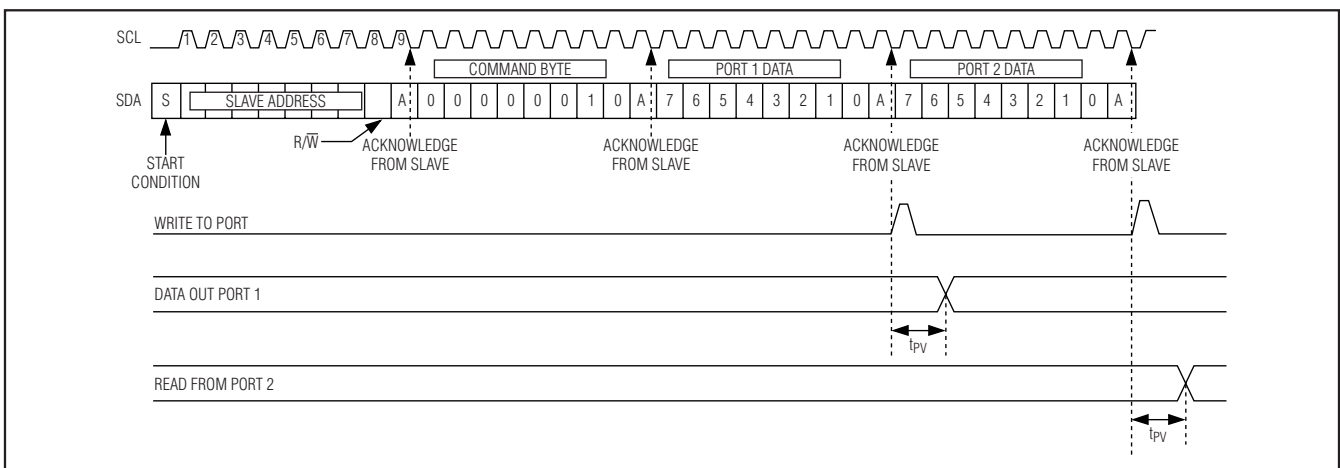 SCL 1 2 3 4 5 6 7 8 9
COMMAND BYTE PORT 1 DATA PORT 2 DATA
SDA S SLAVE ADDRESS A 0 0 0 0 0 0 1 0 A 7 6 5 4 3 2 1 0 A 7 6 5 4 3 2 1 0 A
R/W̅
START
CONDITION
ACKNOWLEDGE
FROM SLAVE
ACKNOWLEDGE
FROM SLAVE
ACKNOWLEDGE
FROM SLAVE
ACKNOWLEDGE
FROM SLAVE
WRITE TO PORT
DATA OUT PORT 1
tPV
READ FROM PORT 2
tPV